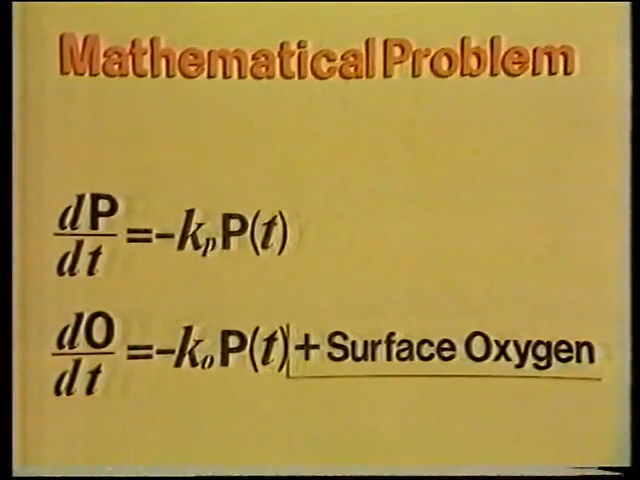 Mathematical Problem
dP/dt = -kₚP(t)
dO/dt = -kₒP(t) + Surface Oxygen